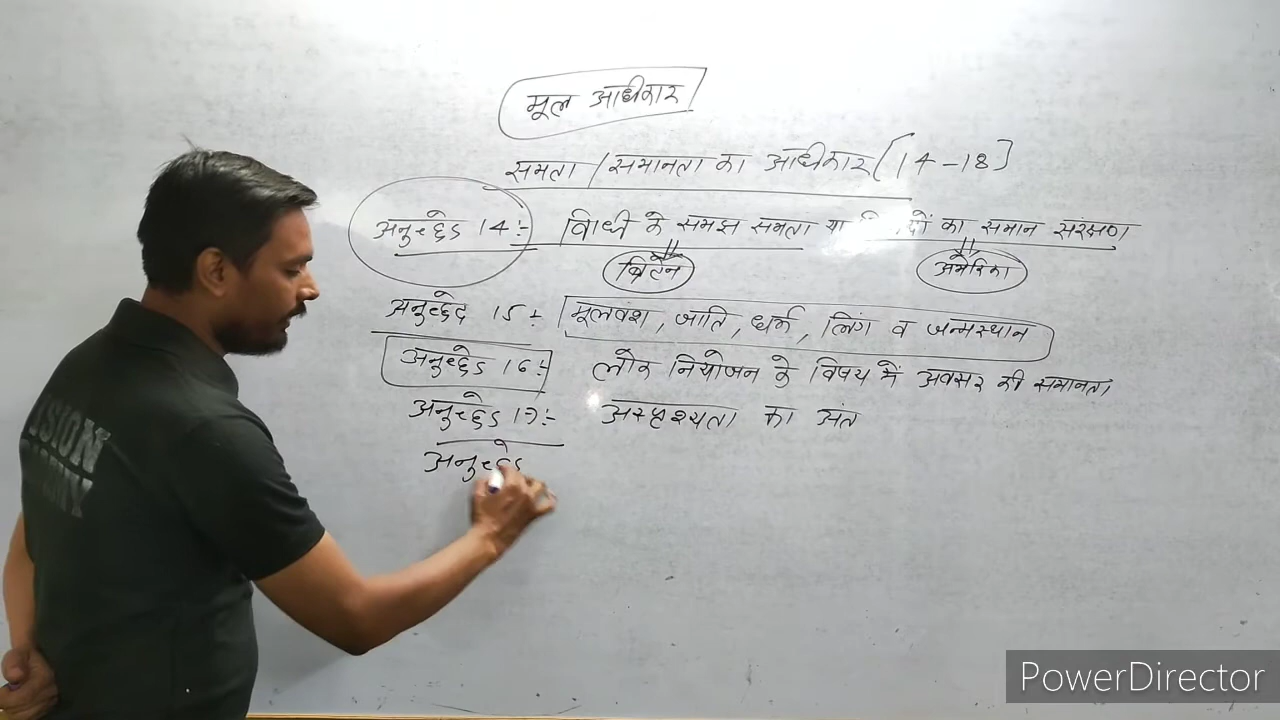 मूल अधिकार
समता / समानता का अधिकार [14-18]
अनुच्छेद 14:- विधी के समक्ष समता या का समान संरक्षण
ब्रिटेन अमेरिका
अनुच्छेद 15:- मूलवंश, जाति, धर्म, लिंग व जन्मस्थान
अनुच्छेद 16:- लोक नियोजन के विषय में अवसर की समानता
अनुच्छेद 17:- अस्पृश्यता का अंत
अनुच्छेद
PowerDirector